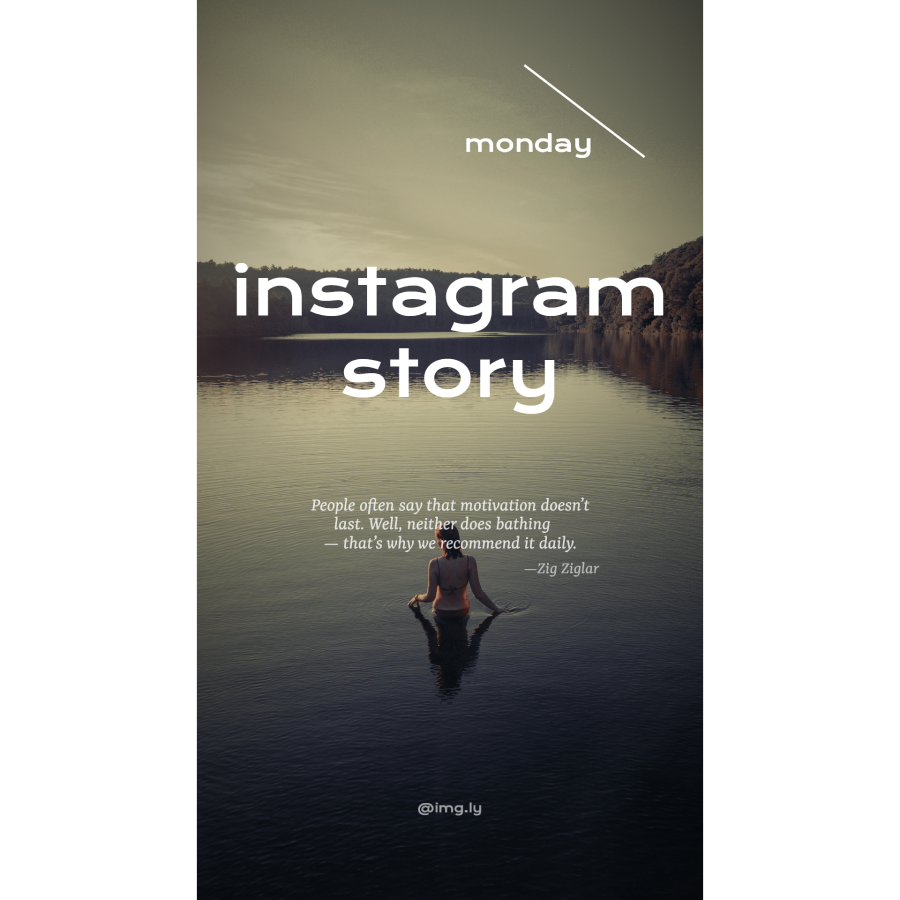 monday
instagram
story
People often say that motivation doesn’t
last. Well, neither does bathing
— that’s why we recommend it daily.
—Zig Ziglar
@img.ly